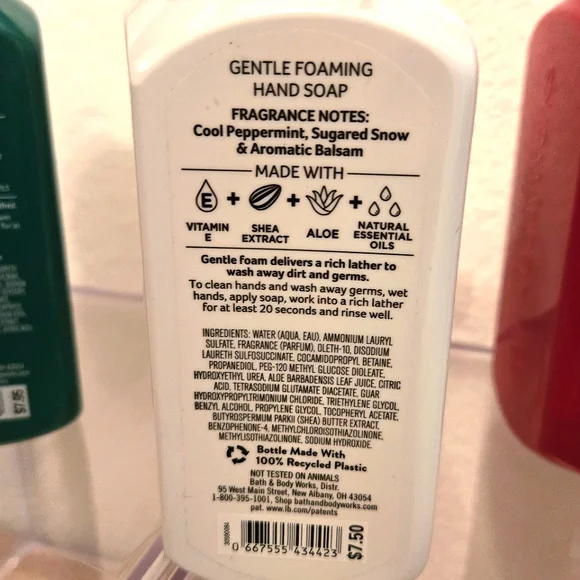 GENTLE FOAMING
HAND SOAP
FRAGRANCE NOTES:
Cool Peppermint, Sugared Snow
& Aromatic Balsam
MADE WITH
E + + +
VITAMIN E
SHEA EXTRACT
ALOE
NATURAL ESSENTIAL OILS
Gentle foam delivers a rich lather to
wash away dirt and germs.
To clean hands and wash away germs, wet
hands, apply soap, work into a rich lather
for at least 20 seconds and rinse well.
INGREDIENTS: WATER (AQUA, EAU), AMMONIUM LAURYL
SULFATE, FRAGRANCE (PARFUM), OLETH-10, DISODIUM
LAURETH SULFOSUCCINATE, COCAMIDOPROPYL BETAINE,
PROPANEDIOL, PEG-120 METHYL GLUCOSE DIOLEATE,
HYDROXYETHYL UREA, ALOE BARBADENSIS LEAF JUICE, CITRIC
ACID, TETRASODIUM GLUTAMATE DIACETATE, GUAR
HYDROXYPROPYLTRIMONIUM CHLORIDE, TRIETHYLENE GLYCOL,
BENZYL ALCOHOL, PROPYLENE GLYCOL, TOCOPHERYL ACETATE,
BUTYROSPERMUM PARKII (SHEA) BUTTER EXTRACT,
BENZOPHENONE-4, METHYLCHLOROISOTHIAZOLINONE,
METHYLISOTHIAZOLINONE, SODIUM HYDROXIDE.
Bottle Made With
100% Recycled Plastic
NOT TESTED ON ANIMALS
Bath & Body Works, Distr.
95 West Main Street, New Albany, OH 43054
1-800-395-1001, Shop bathandbodyworks.com
pat. www.lb.com/patents
0 667555 434423
$7.50